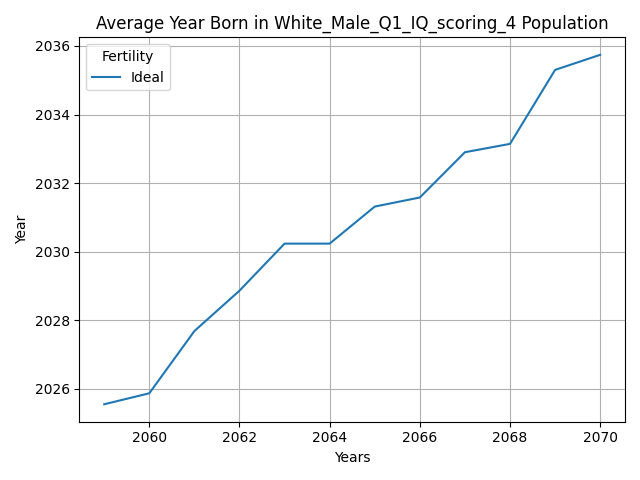 Average Year Born in White_Male_Q1_IQ_scoring_4 Population
Fertility
Ideal
2036
2034
2032
2030
2028
2026
Year
2060 2062 2064 2066 2068 2070
Years